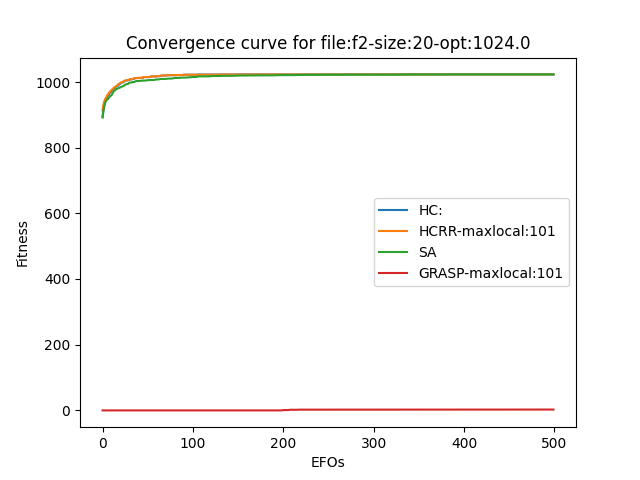 Convergence curve for file:f2-size:20-opt:1024.0
Fitness
1000
800
600
400
200
0
HC:
HCRR-maxlocal:101
SA
GRASP-maxlocal:101
0 100 200 300 400 500
EFOs